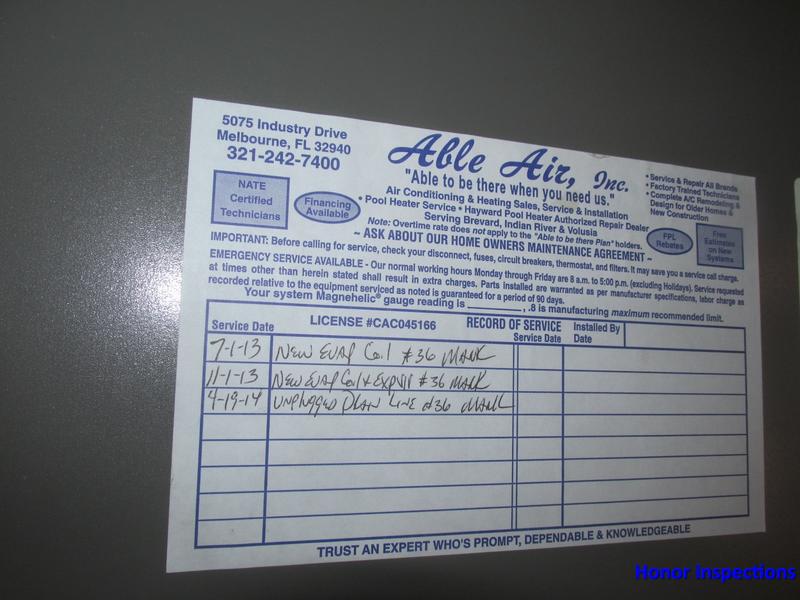 5075 Industry Drive
Melbourne, FL 32940
321-242-7400
Able Air, Inc.
"Able to be there when you need us."
Air Conditioning & Heating Sales, Service & Installation
• Pool Heater Service • Hayward Pool Heater Authorized Repair Dealer
Serving Brevard, Indian River & Volusia
Note: Overtime rate does not apply to the "Able to be there Plan" holders.
• Service & Repair All Brands
• Factory Trained Technicians
• Complete A/C Remodeling &
Design for Older Homes &
New Construction
NATE
Certified
Technicians
Financing
Available
FPL
Rebates
Free
Estimates
on New
Systems
~ ASK ABOUT OUR HOME OWNERS MAINTENANCE AGREEMENT ~
IMPORTANT: Before calling for service, check your disconnect, fuses, circuit breakers, thermostat, and filters. It may save you a service call charge.
EMERGENCY SERVICE AVAILABLE - Our normal working hours Monday through Friday are 8 a.m. to 5:00 p.m. (excluding Holidays). Service requested
at times other than herein stated shall result in extra charges. Parts installed are warranted as per manufacturer specifications, labor charge as
recorded relative to the equipment serviced as noted is guaranteed for a period of 90 days.
Your system Magnehelic® gauge reading is ________, .8 is manufacturing maximum recommended limit.
Service Date LICENSE #CAC045166 RECORD OF SERVICE
Service Date
Installed By
Date
7-1-13 NEW EVAP Coil #36 MARK
11-1-13 NEW EVAP Coil & #36 MARK
4-19-14 UNPlugged LINE #36 MARK
TRUST AN EXPERT WHO'S PROMPT, DEPENDABLE & KNOWLEDGEABLE
Honor Inspections